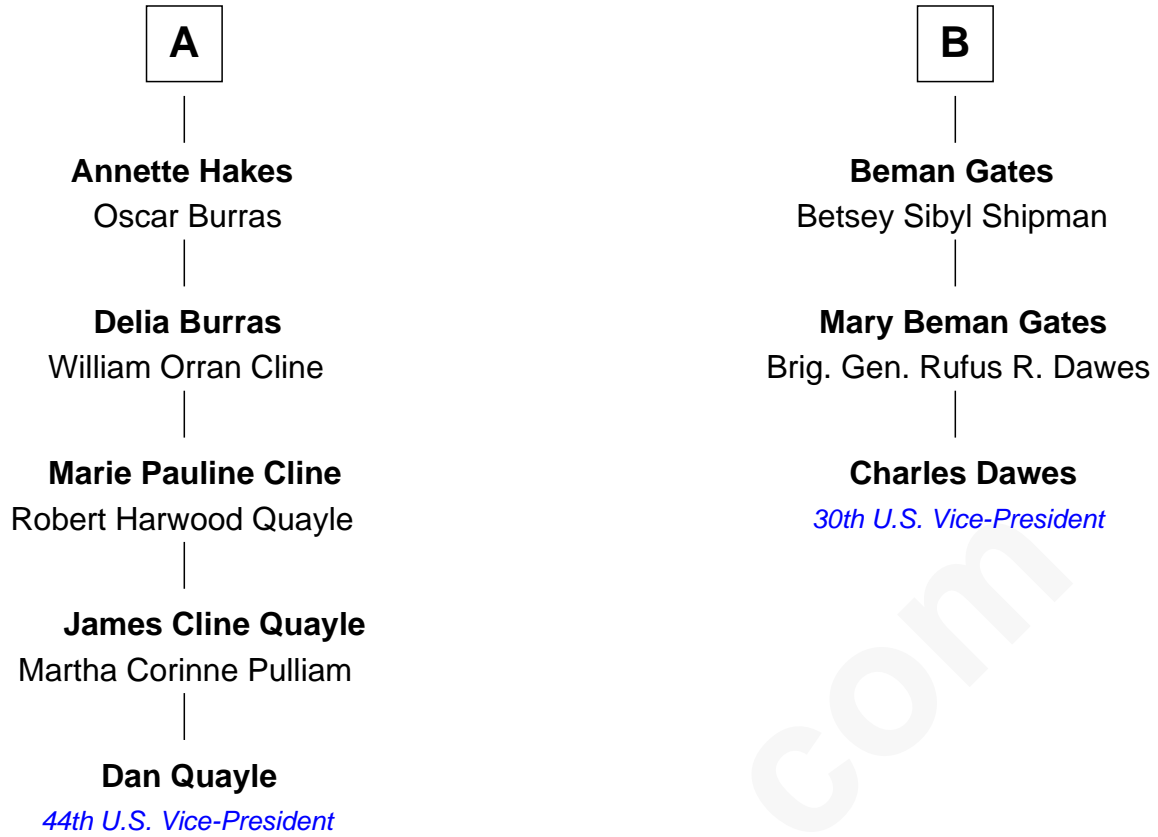 A
Annette Hakes
Oscar Burras
Delia Burras
William Orran Cline
Marie Pauline Cline
Robert Harwood Quayle
James Cline Quayle
Martha Corinne Pulliam
Dan Quayle
44th U.S. Vice-President
B
Beman Gates
Betsey Sibyl Shipman
Mary Beman Gates
Brig. Gen. Rufus R. Dawes
Charles Dawes
30th U.S. Vice-President
com